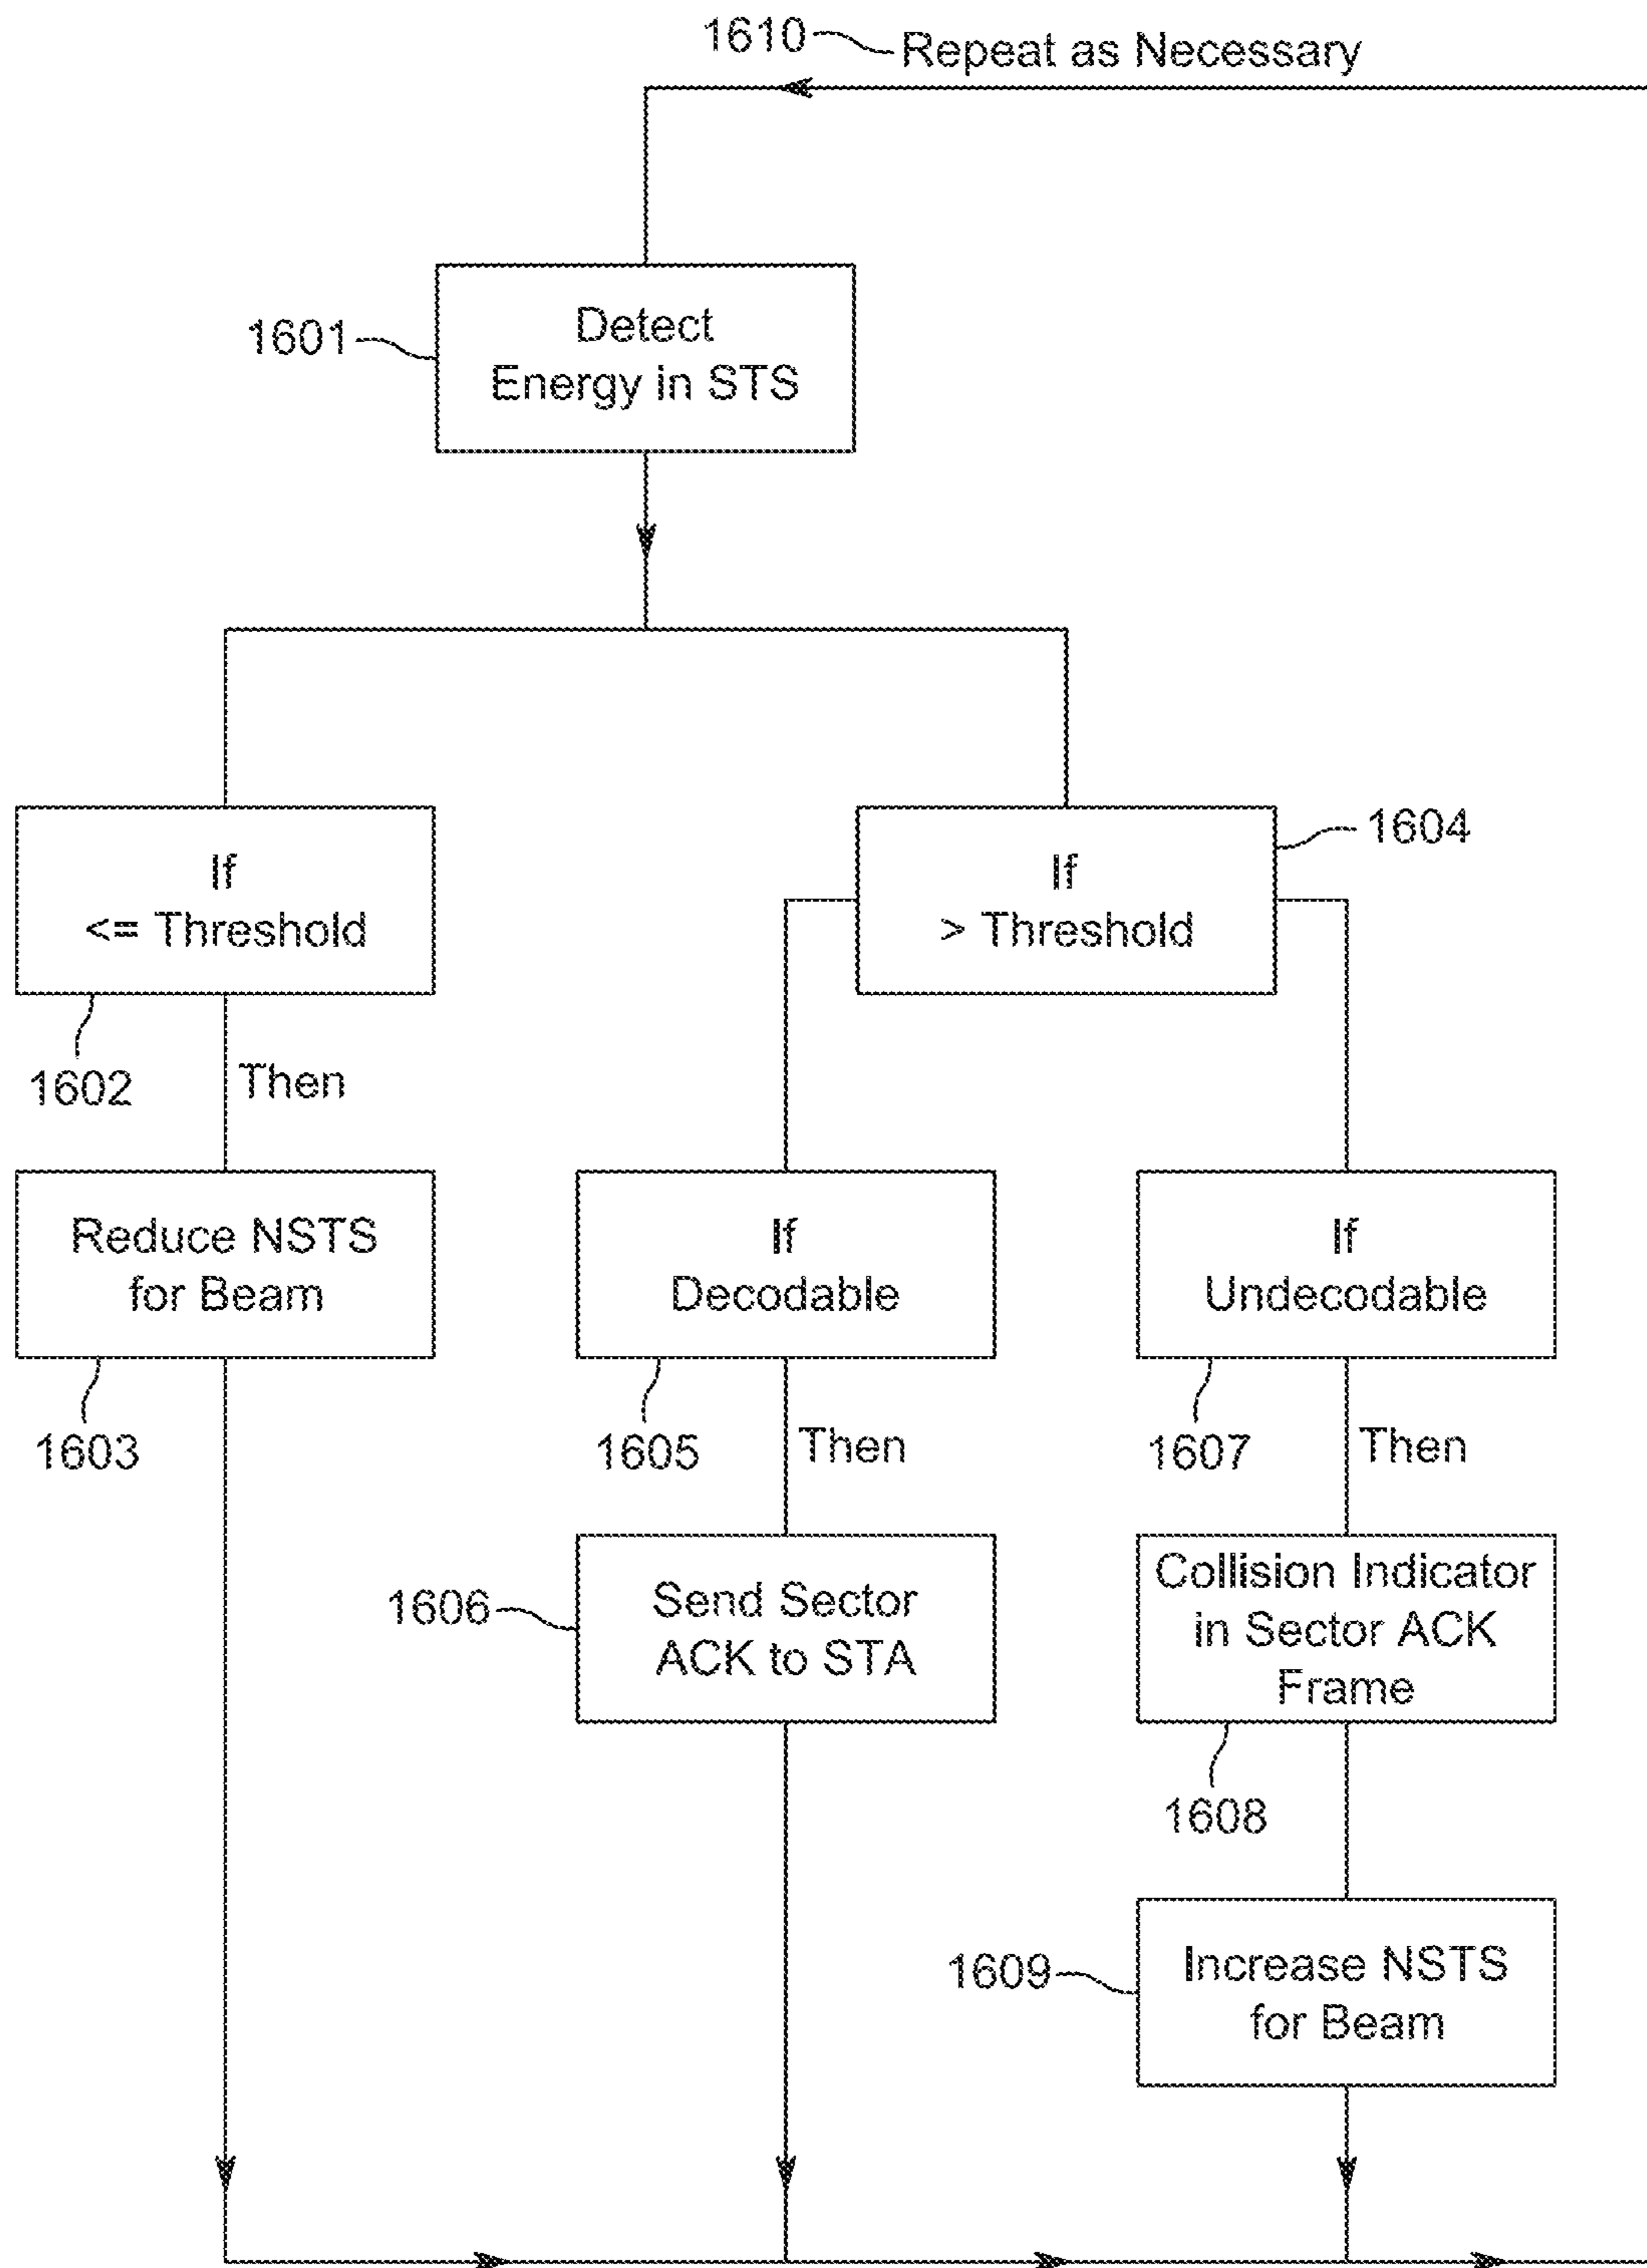 1610 Repeat as Necessary
1601
Detect
Energy in STS
If
<= Threshold
1602
If
> Threshold
1604
Then
Reduce NSTS
for Beam
1603
If
Decodable
1605
Then
If
Undecodable
1607
Then
1606
Send Sector
ACK to STA
Collision Indicator
in Sector ACK
Frame
1608
1609
Increase NSTS
for Beam